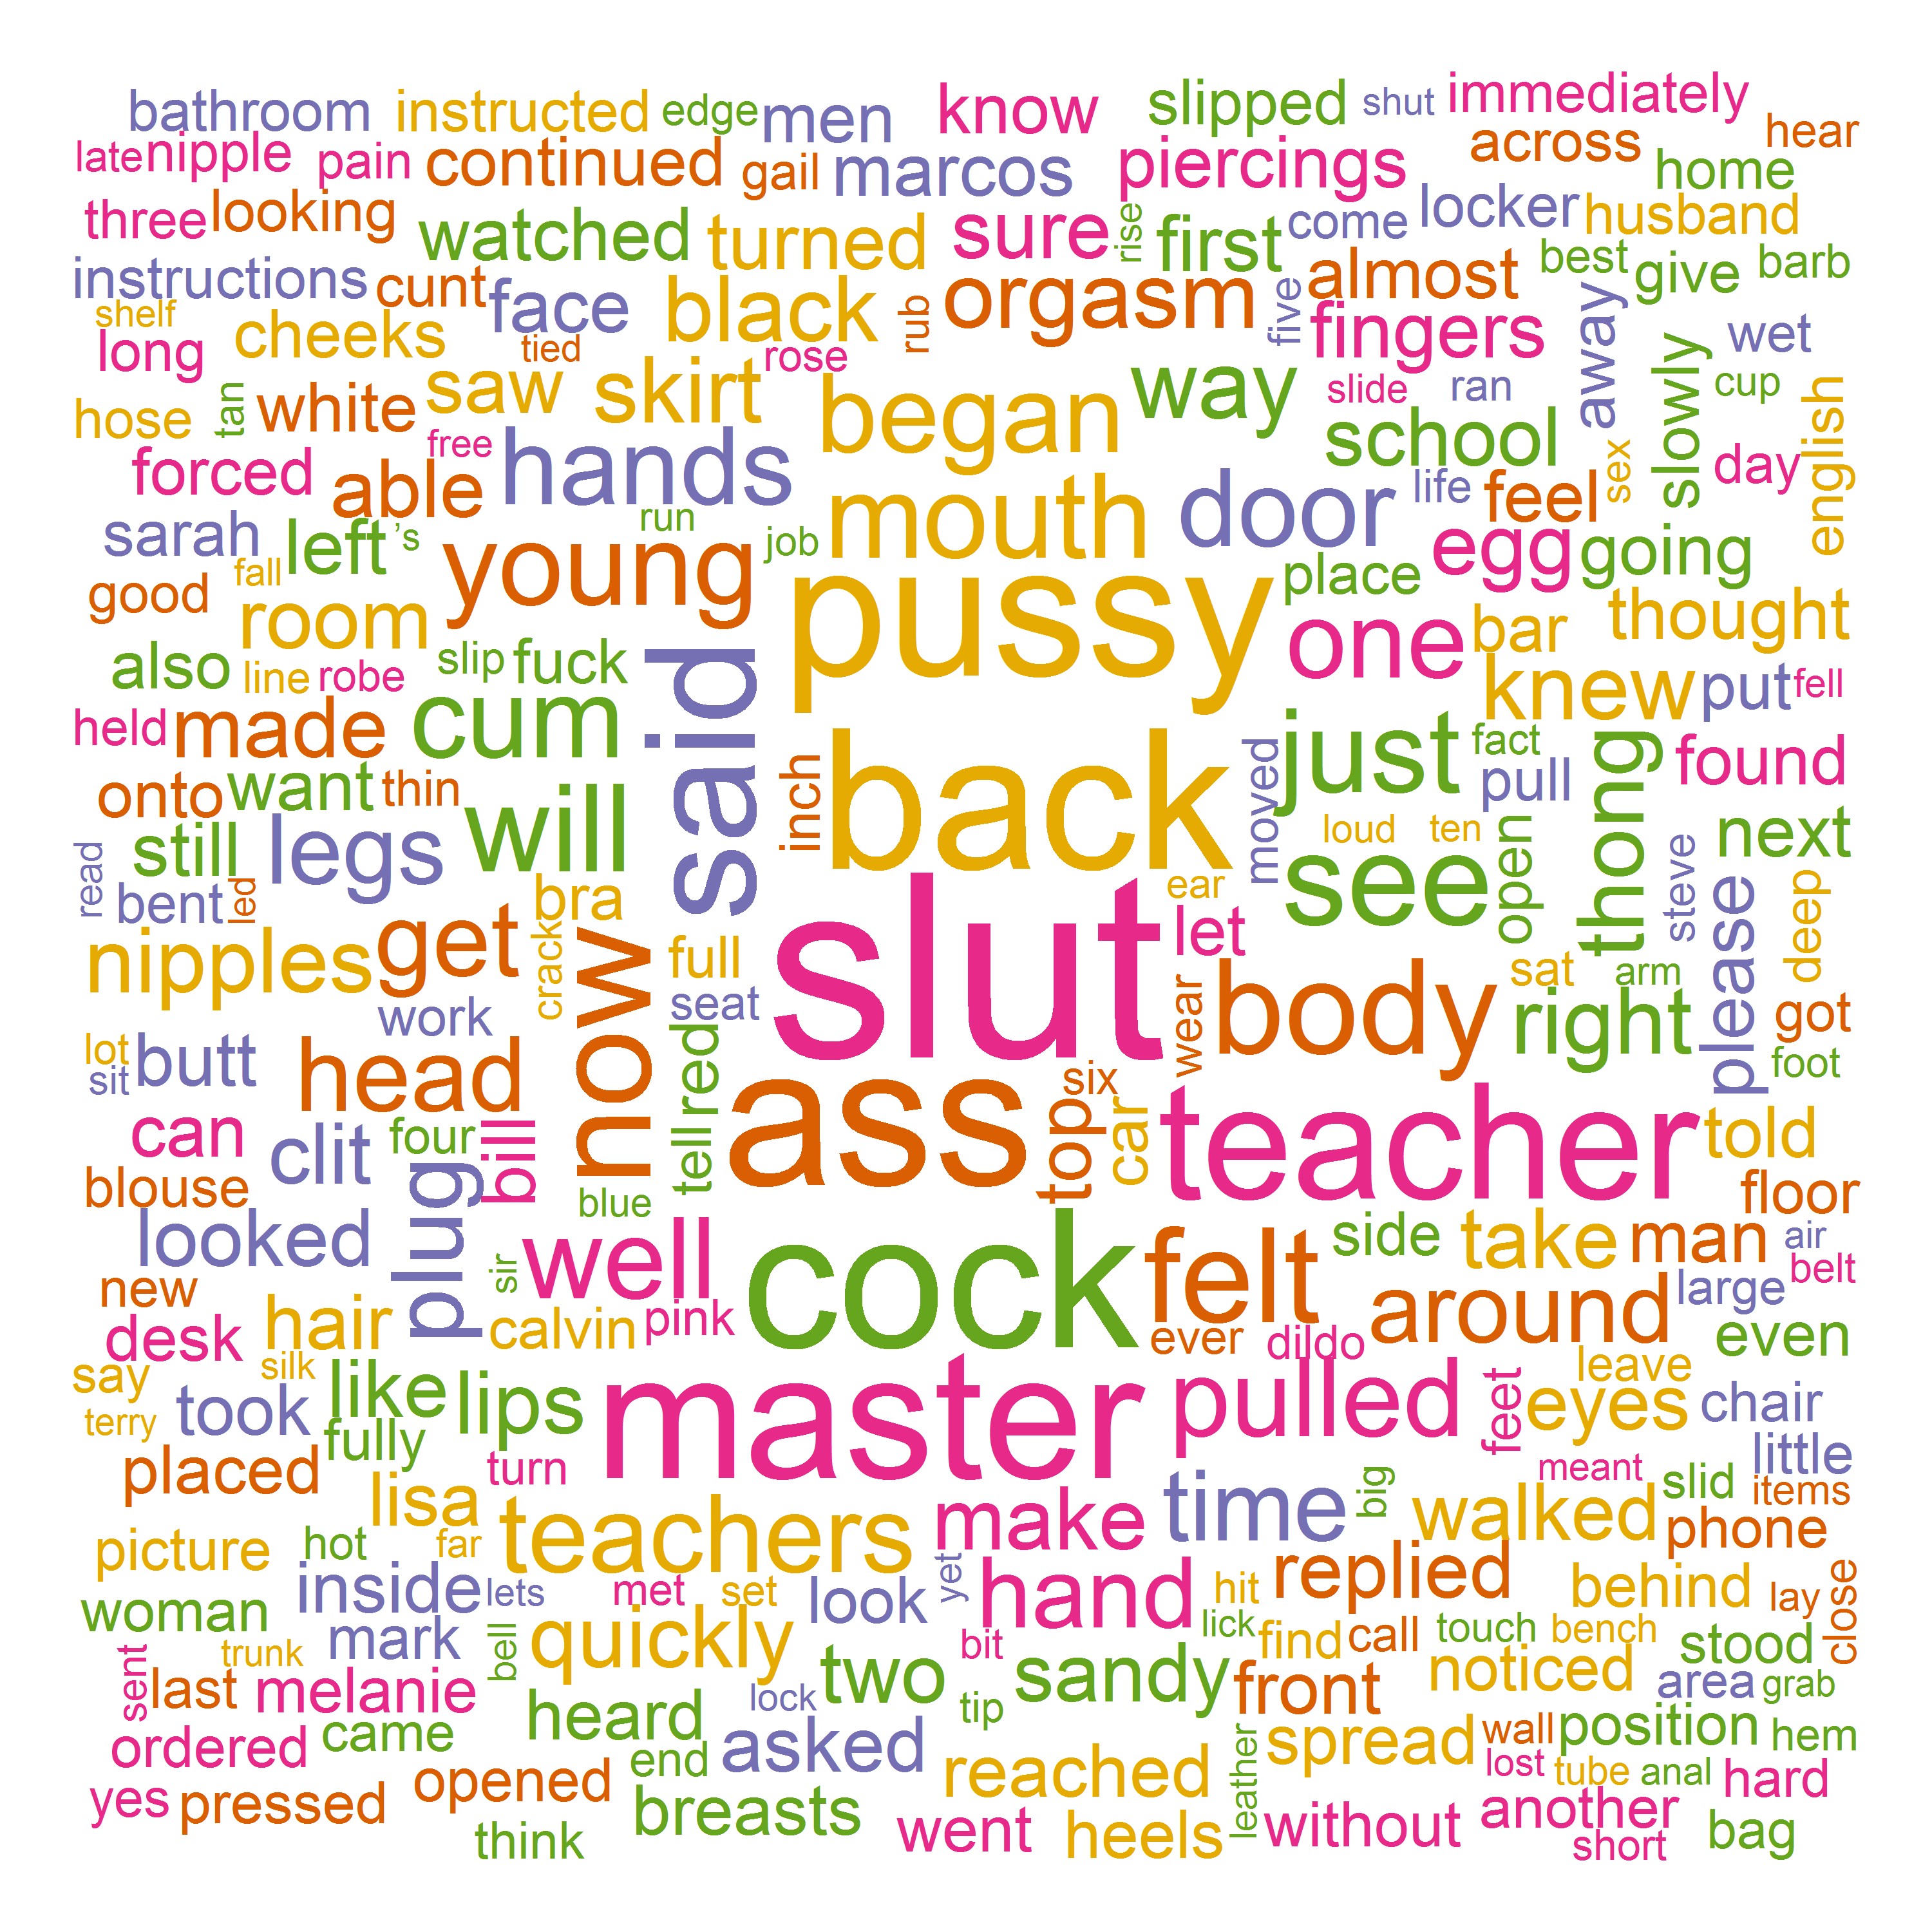 bathroom instructed edge men know slipped shut immediately
late nipple pain continued gail marcos piercings across hear
three looking watched turned sure rise first come locker home husband
instructions cunt face black orgasm five almost best give barb
shelf cheeks tied rub fingers away slowly wet
long saw skirt rose began way slide ran cup english
hose tan white free hands mouth door school sex day
forced able run job life feel
sarah left 's young pussy place egg going
good fall room one bar thought
also line robe slip fuck said knew put fell
held made cum back just fact thong found
onto want thin will inch moved pull
still legs see loud ten open steve next
read bent led bra slut ear let please deep
nipples get crack now full body sat arm
work seat wear right got
lot sit butt head red ass top six car teacher foot
can clit four bill tell told
blouse plug blue floor
looked sir well cock felt side take man air
new hair calvin pink ever dildo around large belt
desk silk like lips master pulled feet leave even
say took eyes chair
terry fully little
placed turn big meant slid items
lisa teachers make time walked phone
picture hot far yet hand hit replied behind lay close
inside lets met set look
woman mark bell quickly bit lick find call touch bench stood
sent trunk last melanie lock two tip sandy front noticed area grab
ordered came heard end asked leather spread wall position hem
yes pressed opened breasts reached lost tube anal hard
think went heels without another short bag